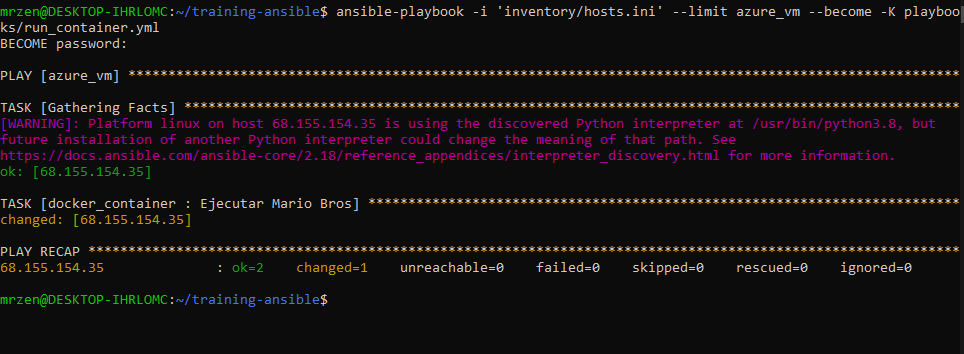 mrzen@DESKTOP-IHRLOMC:~/training-ansible$ ansible-playbook -i 'inventory/hosts.ini' --limit azure_vm --become -K playboo
ks/run_container.yml
BECOME password:
PLAY [azure_vm] *********************************************************************************************************
TASK [Gathering Facts] **************************************************************************************************
[WARNING]: Platform linux on host 68.155.154.35 is using the discovered Python interpreter at /usr/bin/python3.8, but
future installation of another Python interpreter could change the meaning of that path. See
https://docs.ansible.com/ansible-core/2.18/reference_appendices/interpreter_discovery.html for more information.
ok: [68.155.154.35]
TASK [docker_container : Ejecutar Mario Bros] ***************************************************************************
changed: [68.155.154.35]
PLAY RECAP **************************************************************************************************************
68.155.154.35              : ok=2    changed=1    unreachable=0    failed=0    skipped=0    rescued=0    ignored=0
mrzen@DESKTOP-IHRLOMC:~/training-ansible$